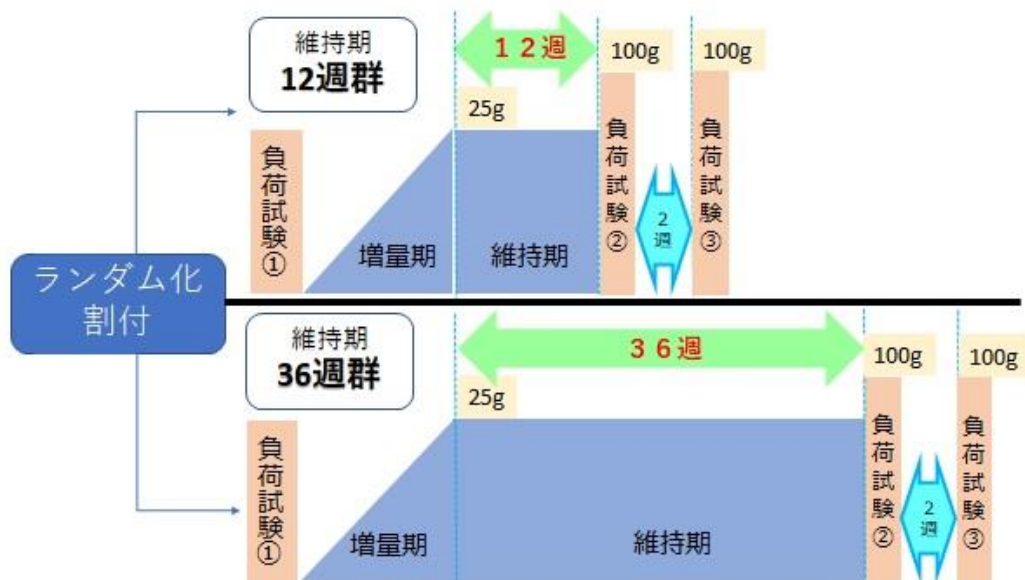 ランダム化
割付
維持期
12週群
１２週
25g
100g
100g
負荷試験①
増量期
維持期
負荷試験②
2週
負荷試験③
維持期
36週群
３６週
25g
100g
100g
負荷試験①
増量期
維持期
負荷試験②
2週
負荷試験③